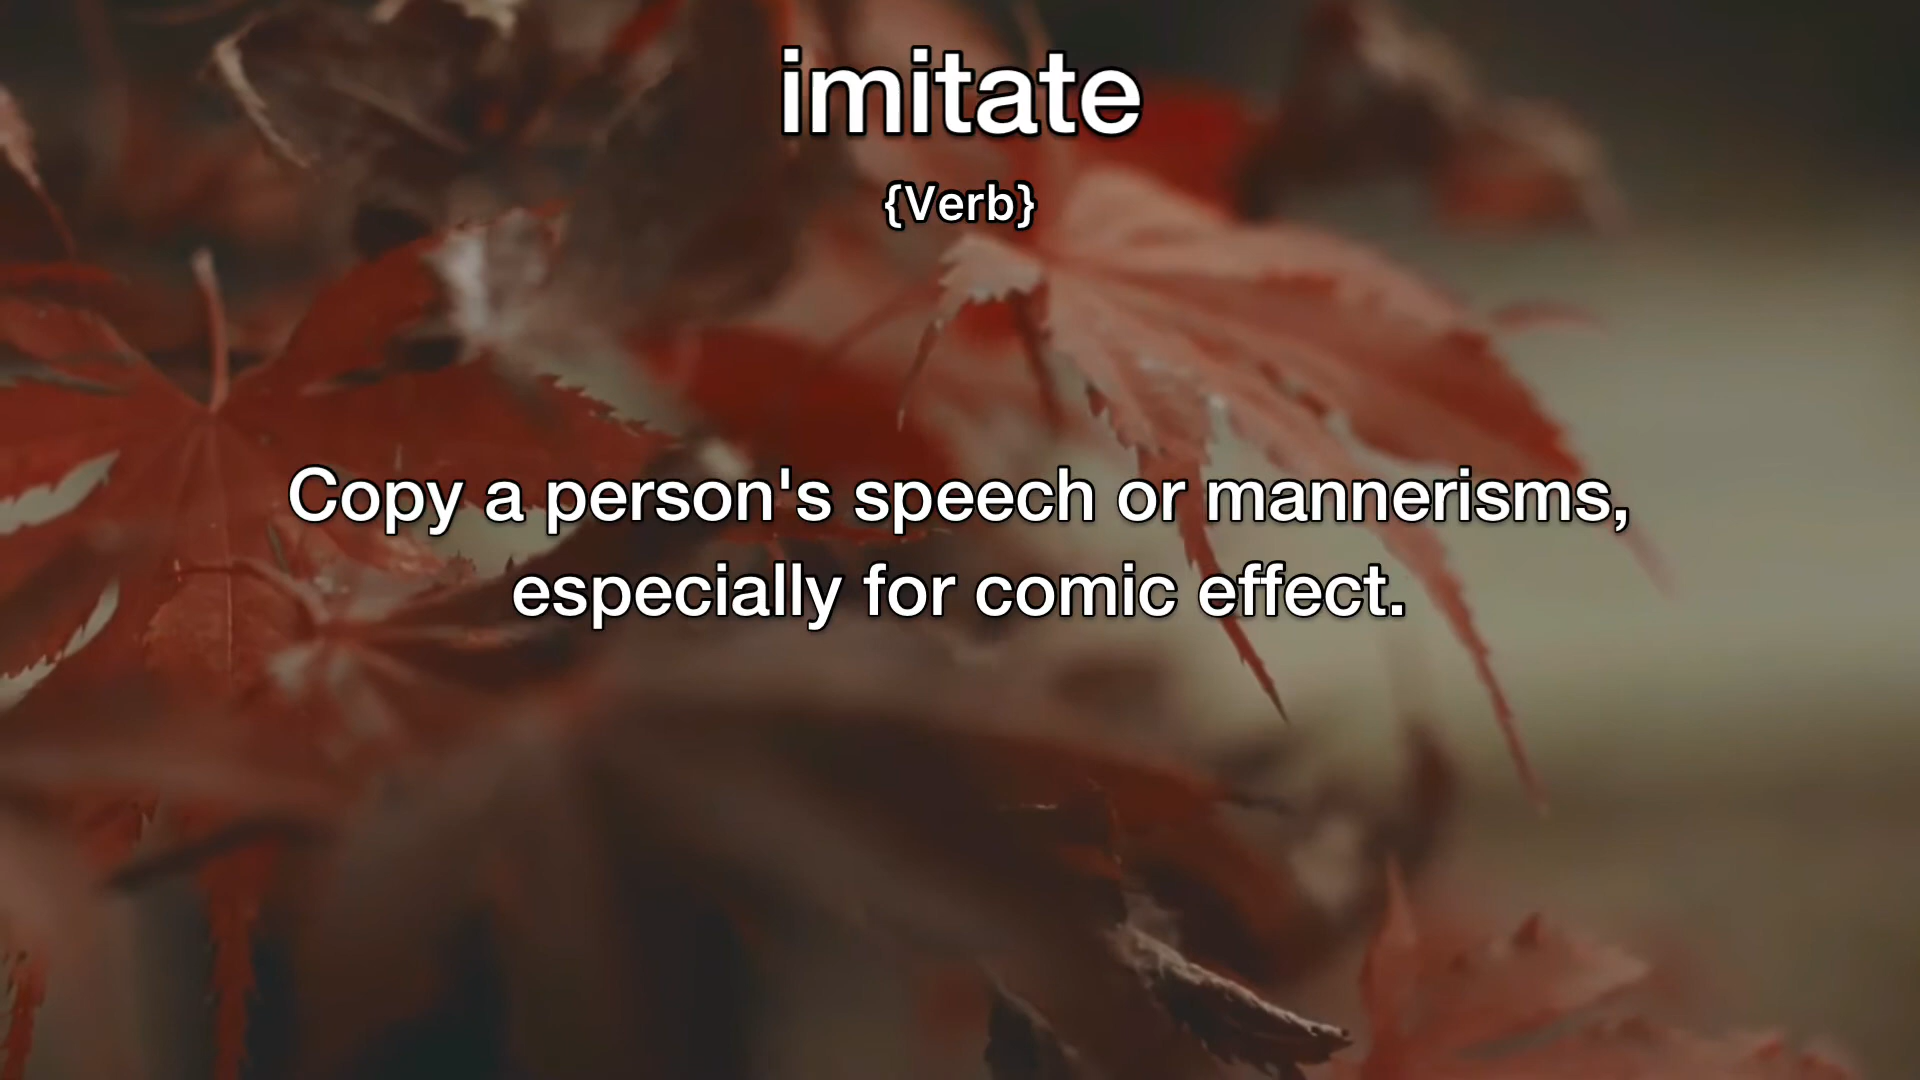 imitate
{Verb}
Copy a person's speech or mannerisms,
especially for comic effect.